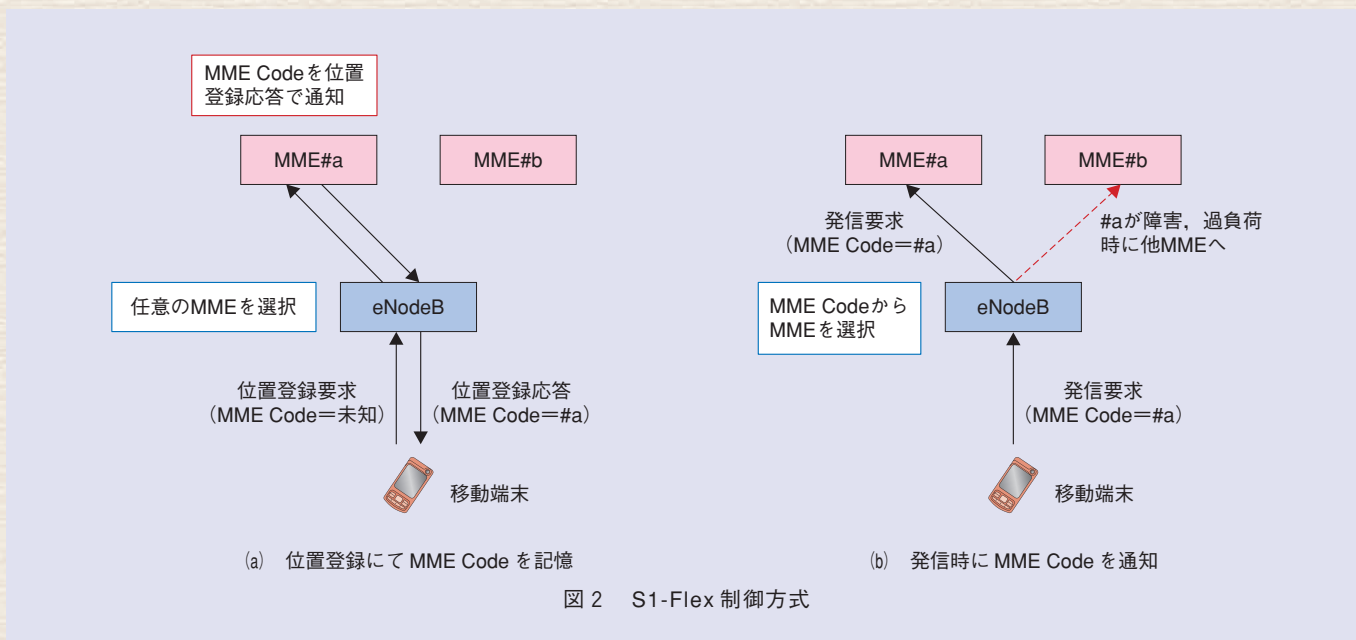 MME Codeを位置
登録応答で通知
MME#a
MME#b
任意のMMEを選択
eNodeB
位置登録要求
（MME Code＝未知）
位置登録応答
（MME Code＝#a）
移動端末
(a) 位置登録にて MME Code を記憶
MME#a
MME#b
発信要求
（MME Code＝#a）
#aが障害，過負荷
時に他MMEへ
MME Codeから
MMEを選択
eNodeB
発信要求
（MME Code＝#a）
移動端末
(b) 発信時に MME Code を通知
図 2 S1-Flex 制御方式